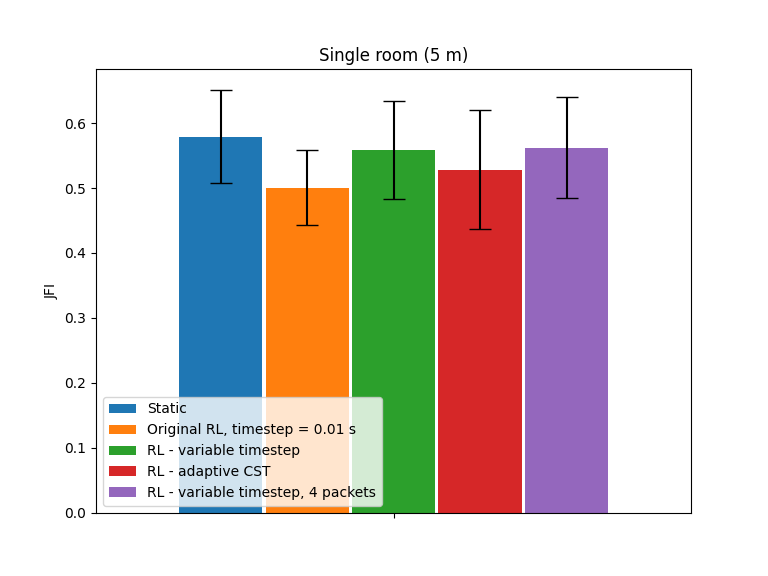 Single room (5 m)
JFI
0.6
0.5
0.4
0.3
0.2
0.1
0.0
Static
Original RL, timestep = 0.01 s
RL - variable timestep
RL - adaptive CST
RL - variable timestep, 4 packets